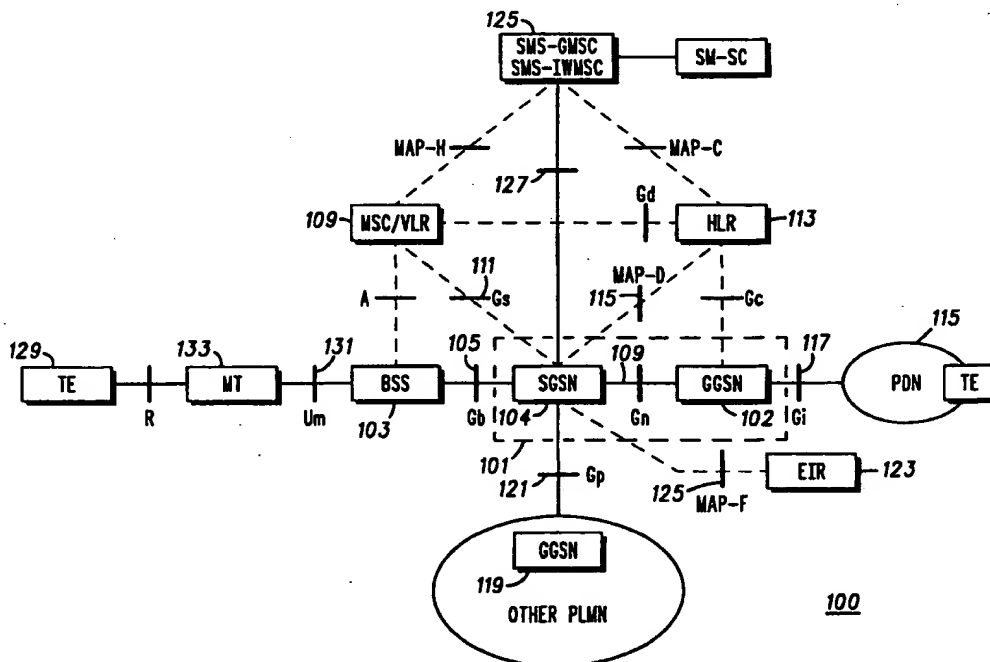 125
SMS-GMSC
SMS-IWMSC
SM-SC
MAP-H
MAP-C
127
Gd
109
MSC/VLR
HLR
113
111
MAP-D
A
Gs
115
Gc
129
133
131
105
109
117
115
TE
MT
BSS
SGSN
GGSN
PDN
TE
R
Um
103
Gb
104
Gn
102
Gi
101
121
Gp
125
EIR
123
MAP-F
GGSN
119
OTHER PLMN
100